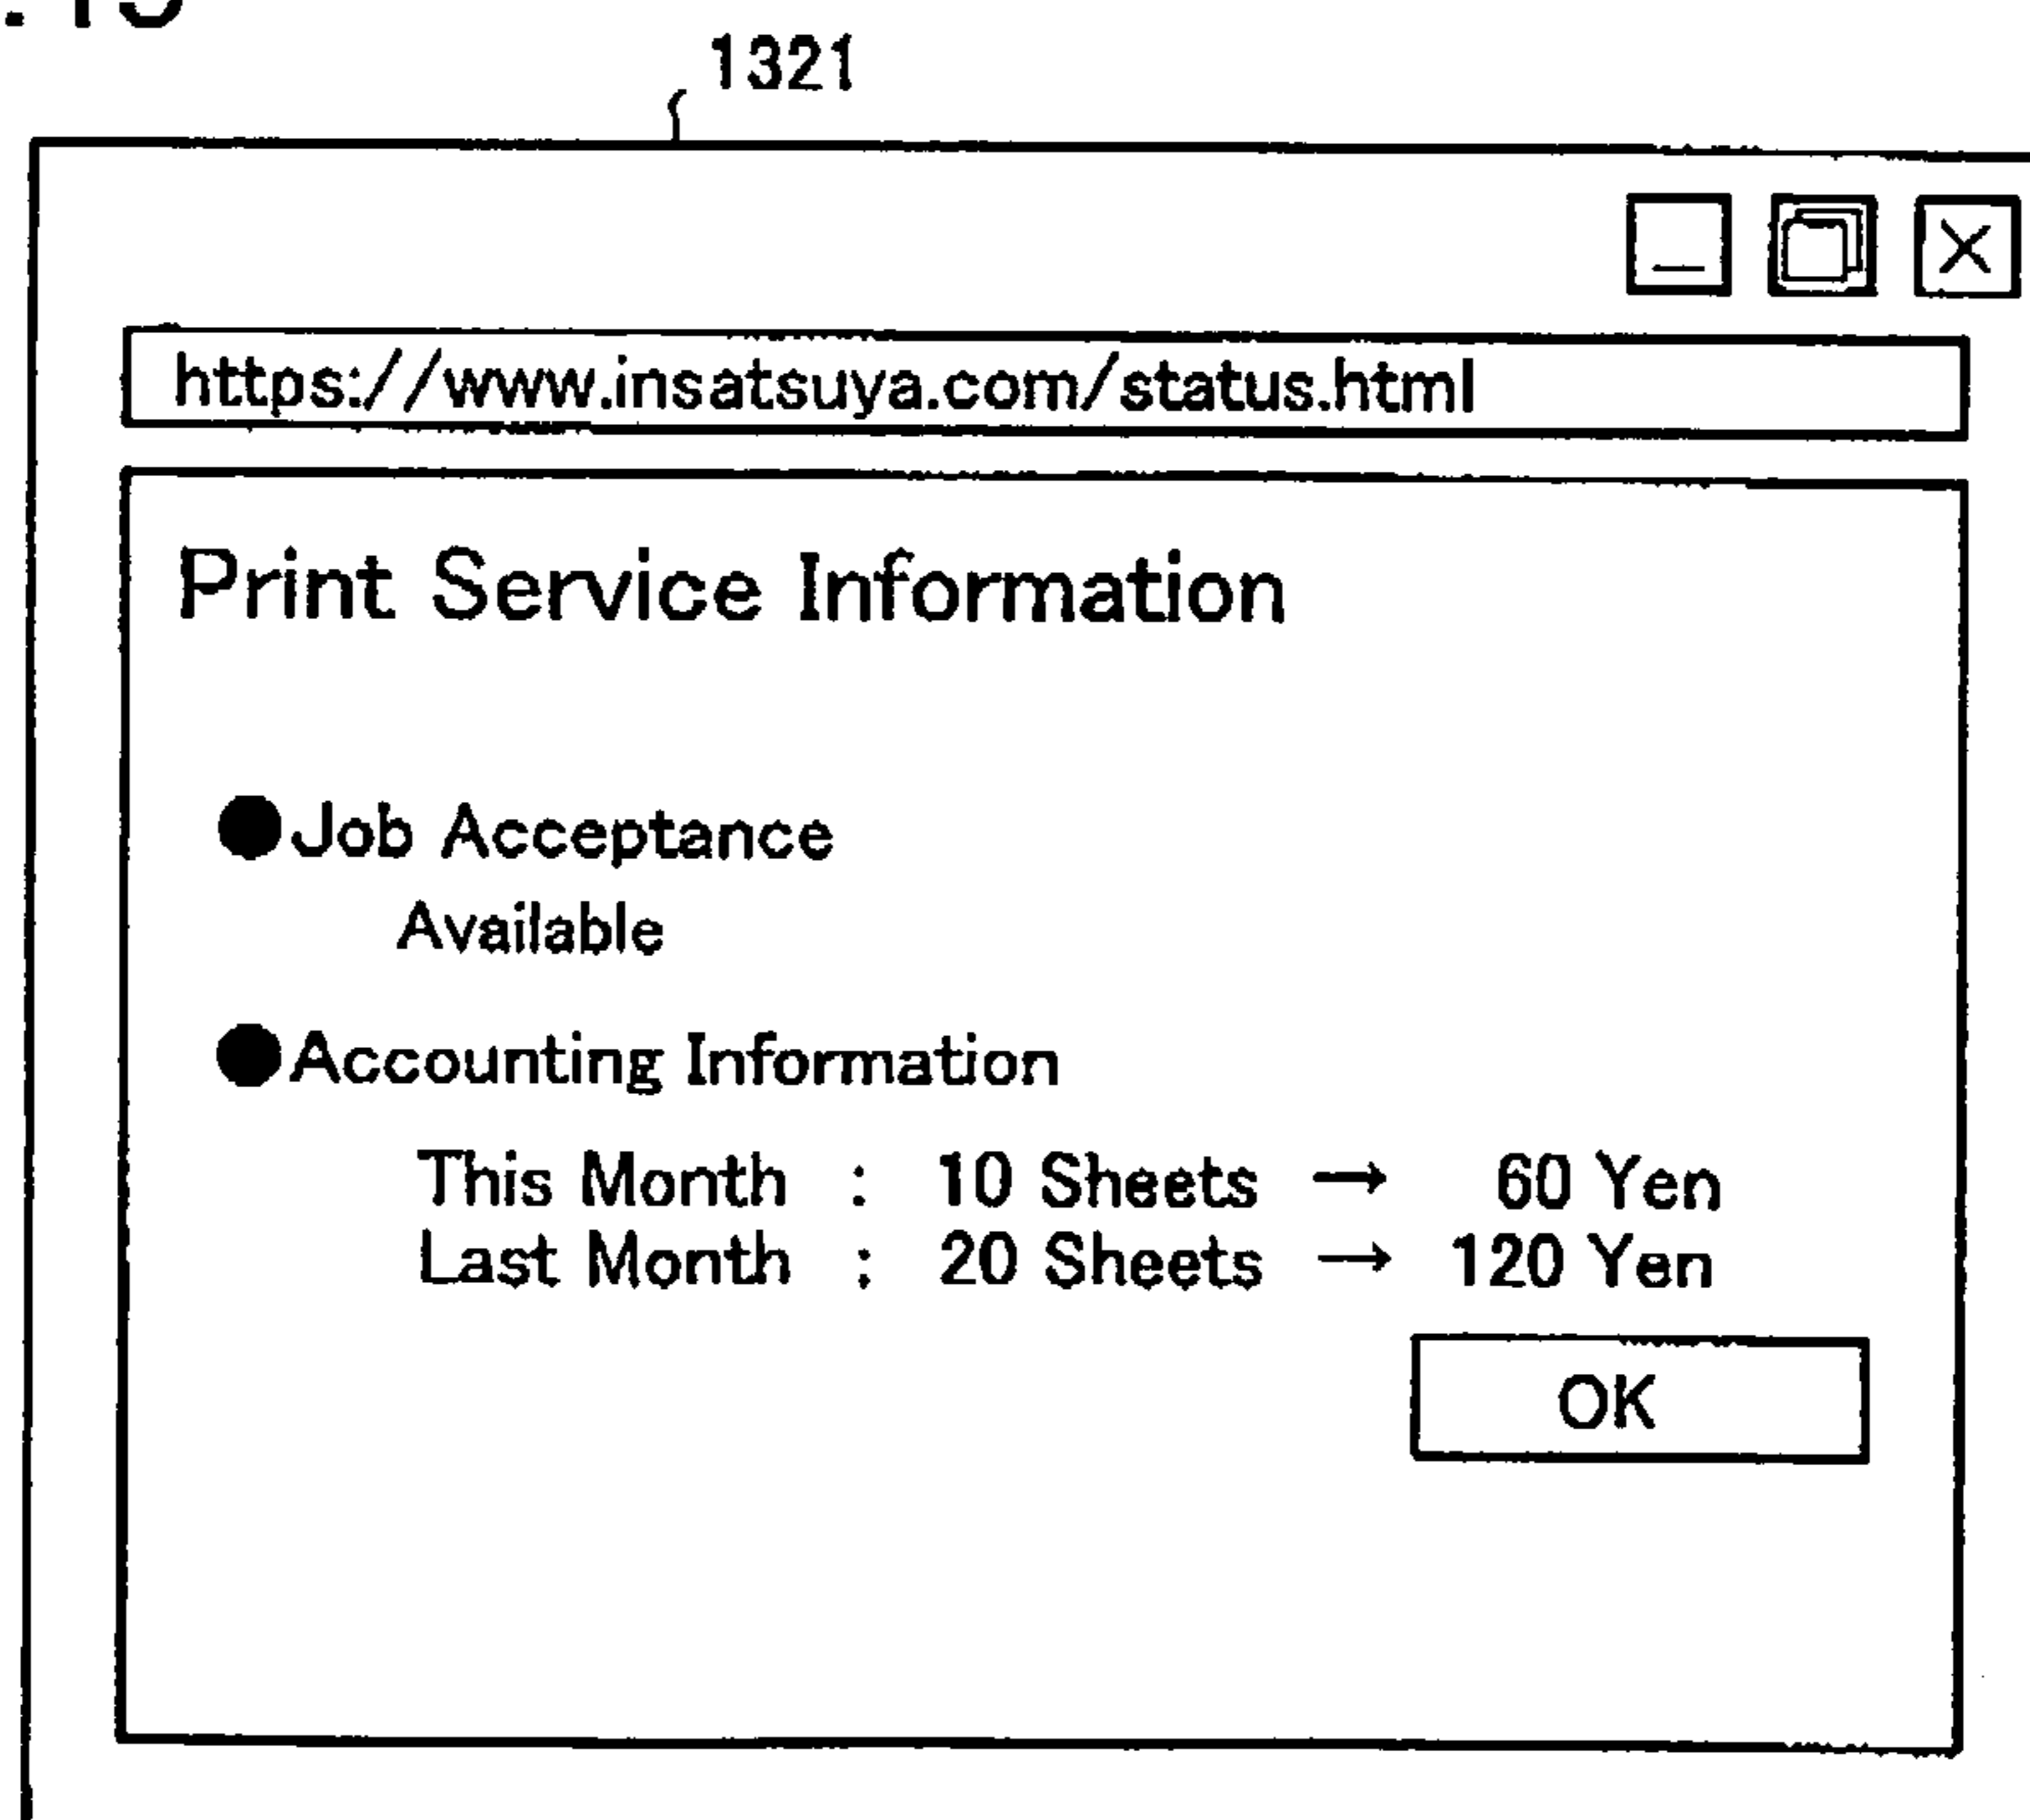 1321
https://www.insatsuya.com/status.html
Print Service Information
●Job Acceptance
Available
●Accounting Information
This Month : 10 Sheets → 60 Yen
Last Month : 20 Sheets → 120 Yen
OK